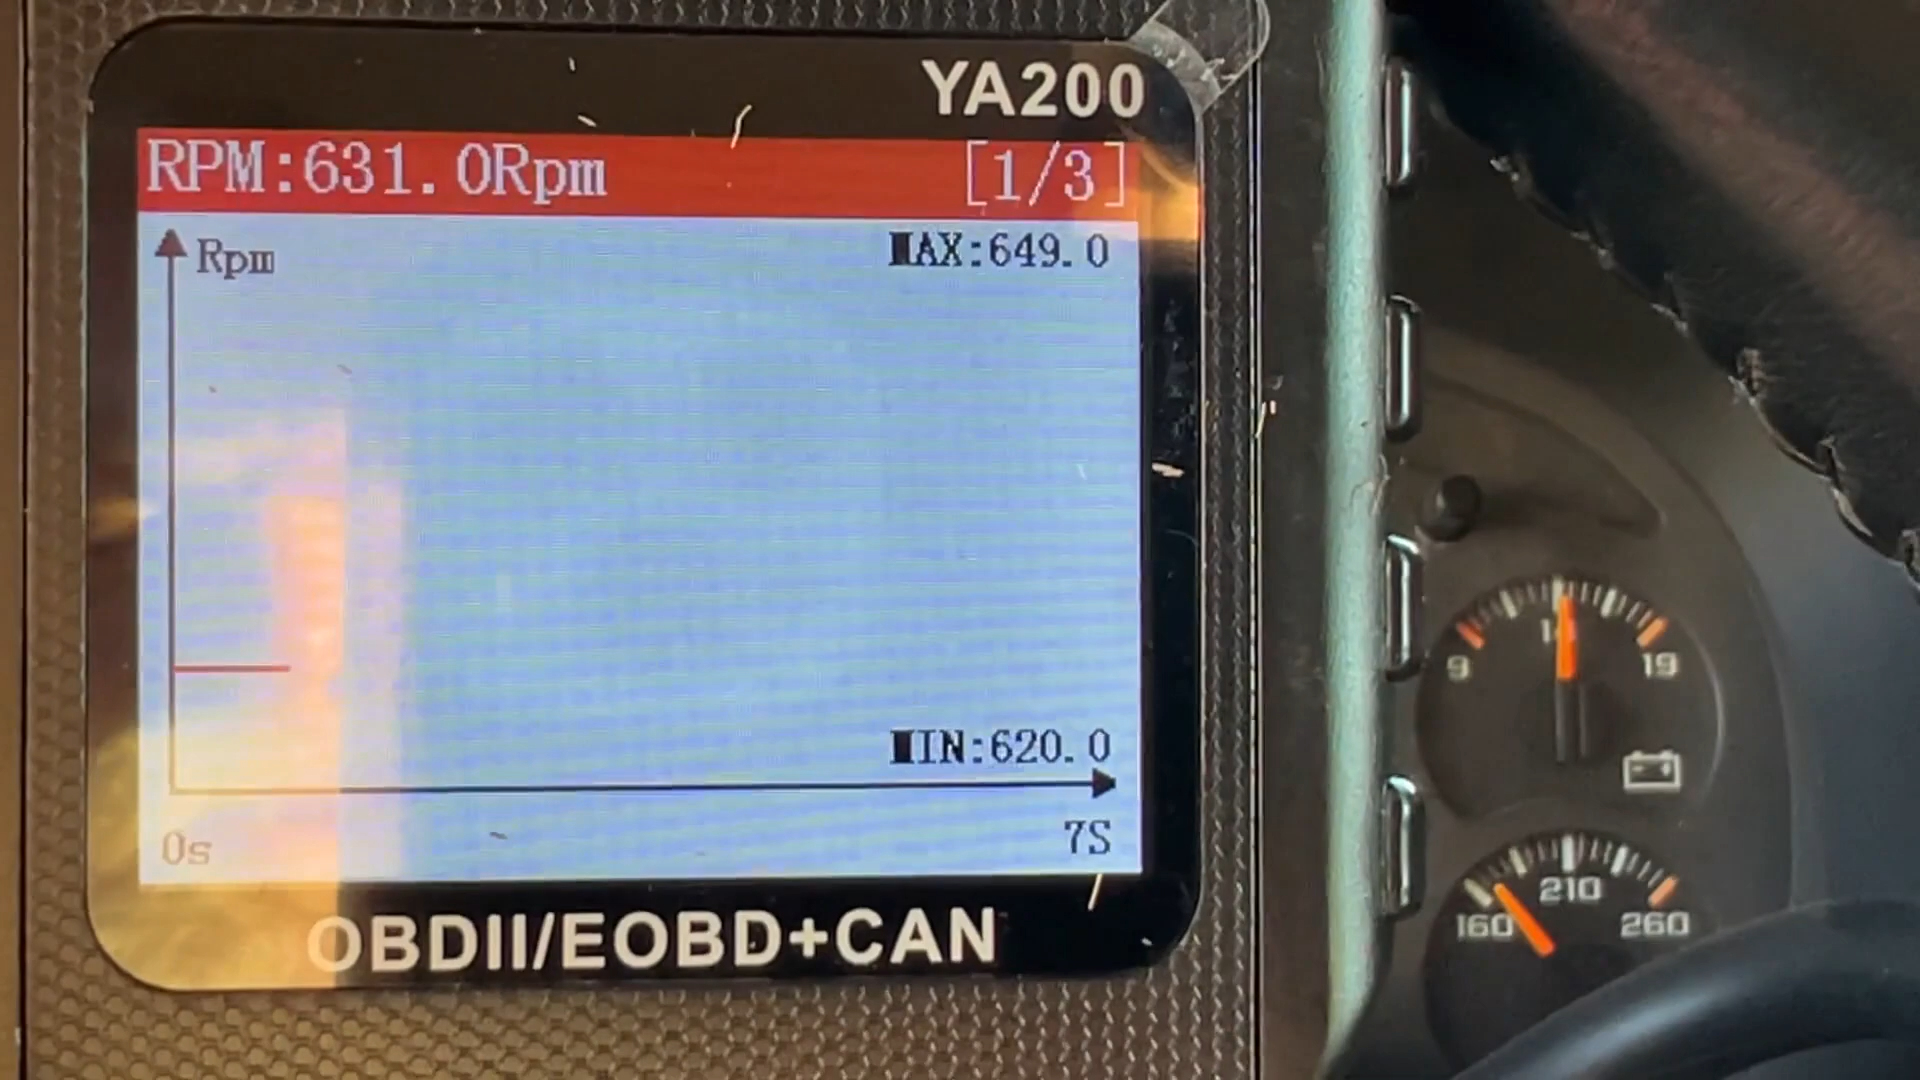 YA200
RPM:631.0Rpm [1/3]
Rpm
MAX:649.0
MIN:620.0
0s 7S
OBDII/EOBD+CAN
9 19
160 210 260